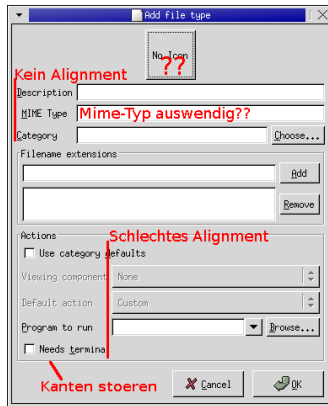 Add file type
No Icon
??
Kein Alignment
Description
MIME Type
Mime-Typ auswendig??
Category
Choose...
Filename extensions
Add
Remove
Actions
Schlechtes Alignment
Use category defaults
Viewing component
None
Default action
Custom
Program to run
Browse...
Needs terminal
Kanten stoeren
Cancel
OK